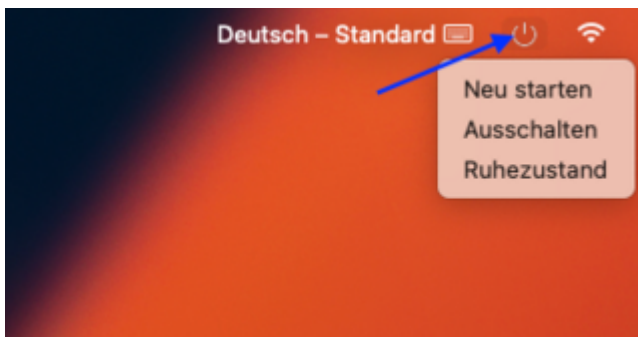 Deutsch – Standard
Neu starten
Ausschalten
Ruhezustand